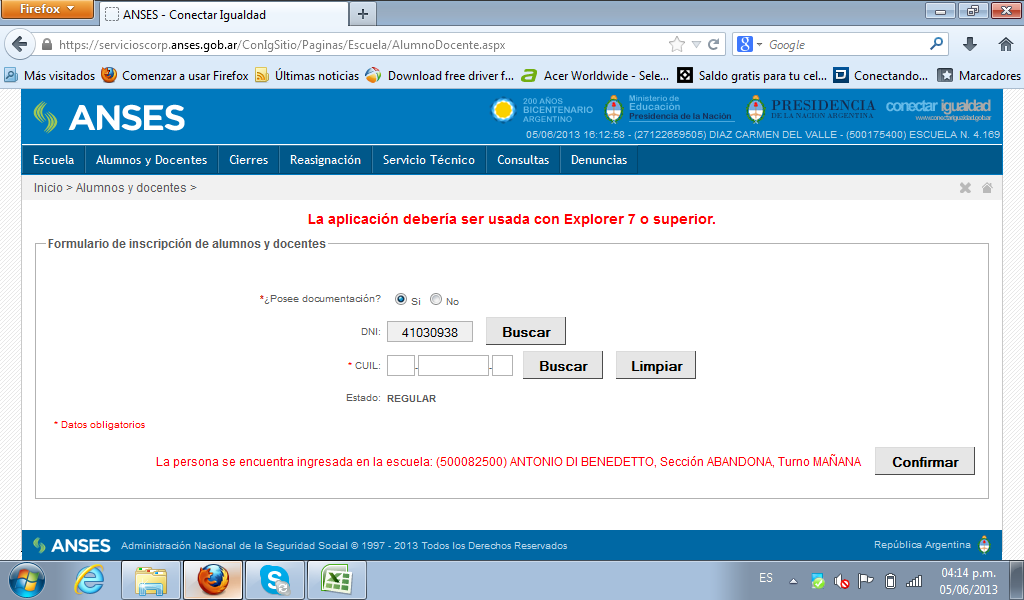 Firefox
ANSES - Conectar Igualdad
https://servicioscorp.anses.gob.ar/ConIgSitio/Paginas/Escuela/AlumnoDocente.aspx
Google
Más visitados
Comenzar a usar Firefox
Últimas noticias
Download free driver f...
Acer Worldwide - Sele...
Saldo gratis para tu cel...
Conectando...
Marcadores
ANSES
200 AÑOS
BICENTENARIO
ARGENTINO
Ministerio de
Educación
Presidencia de la Nación
PRESIDENCIA
DE LA NACIÓN ARGENTINA
conectar igualdad
www.conectarigualdad.gob.ar
05/06/2013 16:12:58 - (27122659505) DIAZ CARMEN DEL VALLE - (500175400) ESCUELA N. 4.169
Escuela
Alumnos y Docentes
Cierres
Reasignación
Servicio Técnico
Consultas
Denuncias
Inicio > Alumnos y docentes >
La aplicación debería ser usada con Explorer 7 o superior.
Formulario de inscripción de alumnos y docentes
*¿Posee documentación? Si No
DNI: 41030938 Buscar
* CUIL: - - Buscar Limpiar
Estado: REGULAR
* Datos obligatorios
La persona se encuentra ingresada en la escuela: (500082500) ANTONIO DI BENEDETTO, Sección ABANDONA, Turno MAÑANA
Confirmar
ANSES Administración Nacional de la Seguridad Social © 1997 - 2013 Todos los Derechos Reservados
República Argentina
ES
04:14 p.m.
05/06/2013